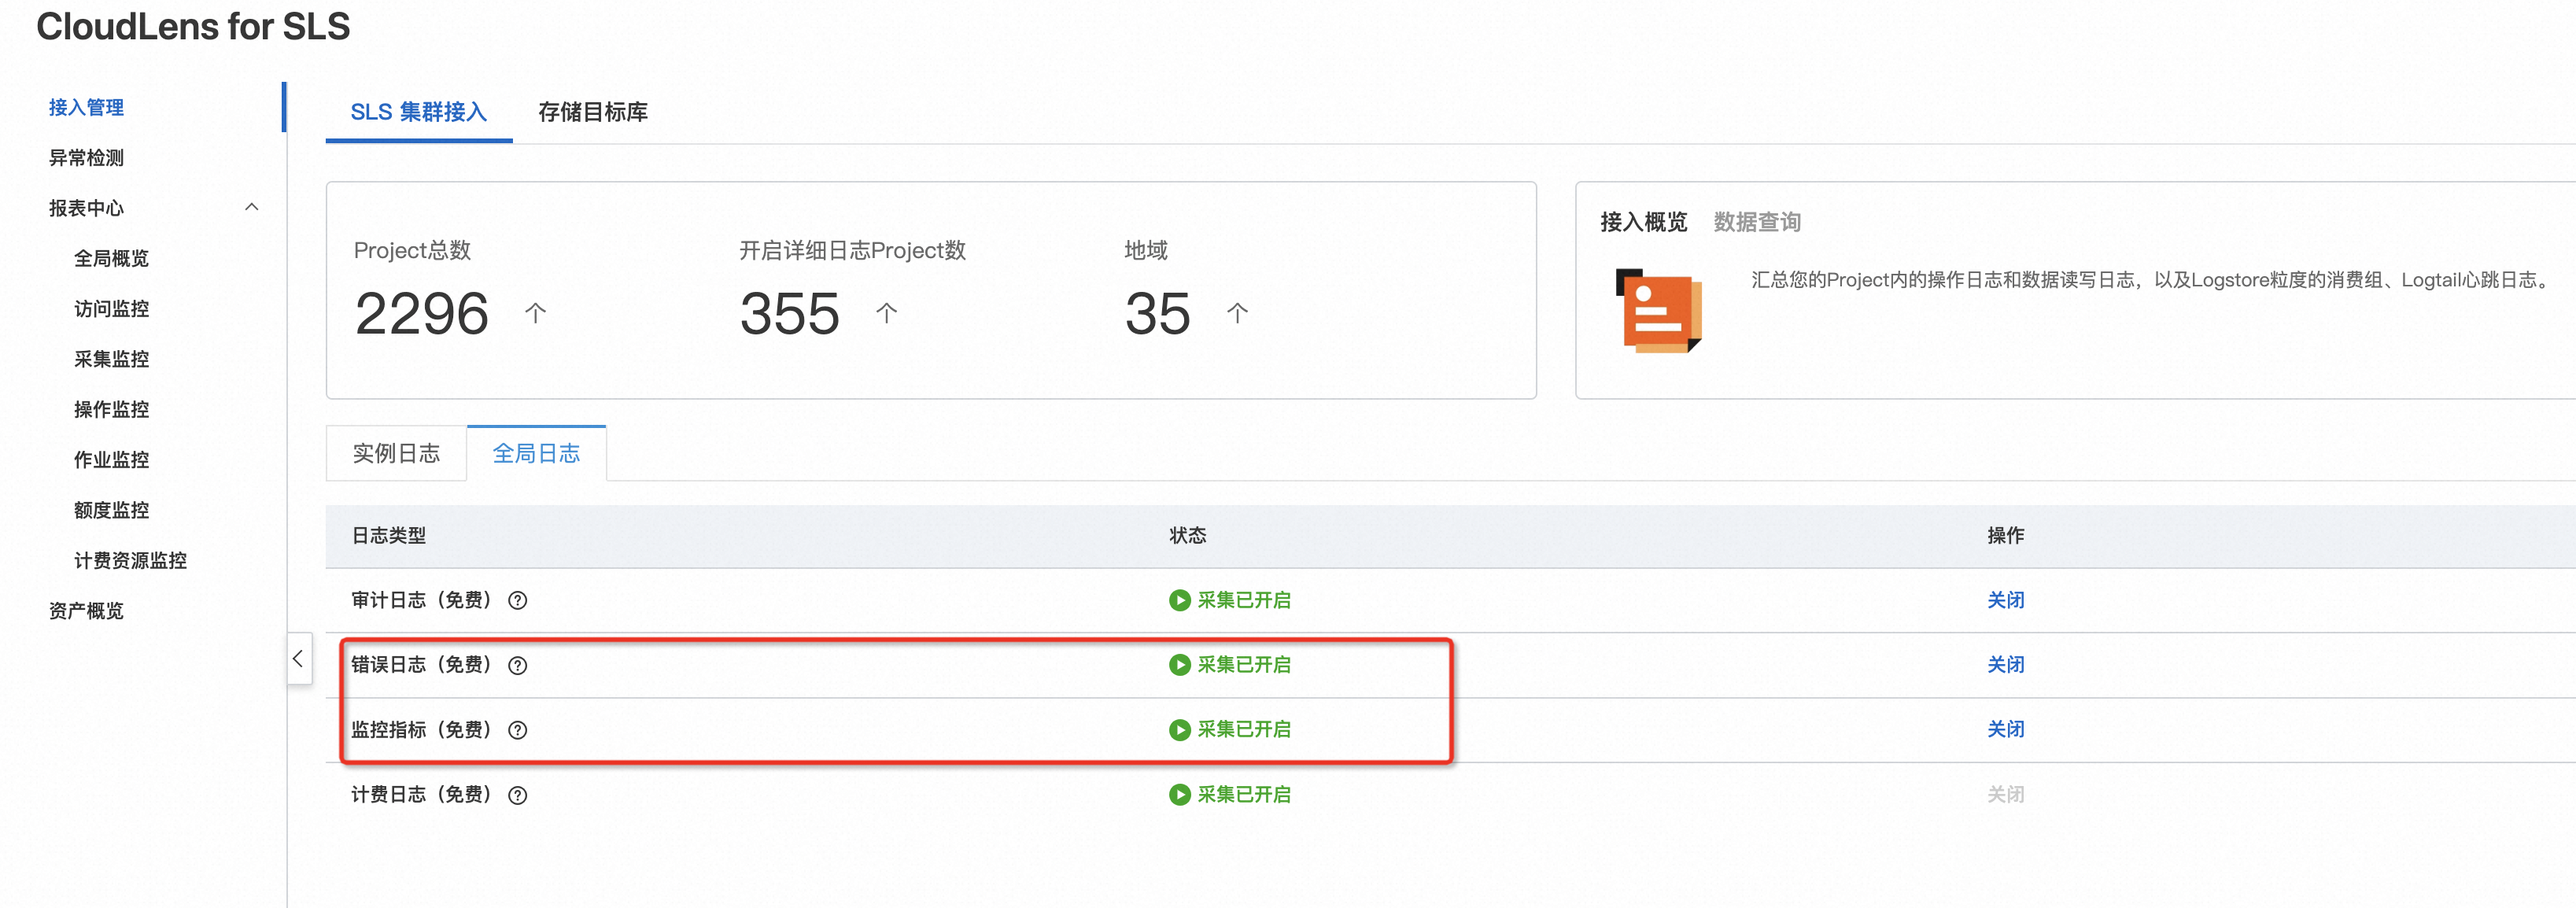 CloudLens for SLS
接入管理
异常检测
报表中心
全局概览
访问监控
采集监控
操作监控
作业监控
额度监控
计费资源监控
资产概览
SLS 集群接入 存储目标库
Project总数 开启详细日志Project数 地域
2296 个 355 个 35 个
接入概览 数据查询
汇总您的Project内的操作日志和数据读写日志，以及Logstore粒度的消费组、Logtail心跳日志。
实例日志 全局日志
日志类型 状态 操作
审计日志（免费） ? 采集已开启 关闭
错误日志（免费） ? 采集已开启 关闭
监控指标（免费） ? 采集已开启 关闭
计费日志（免费） ? 采集已开启 关闭